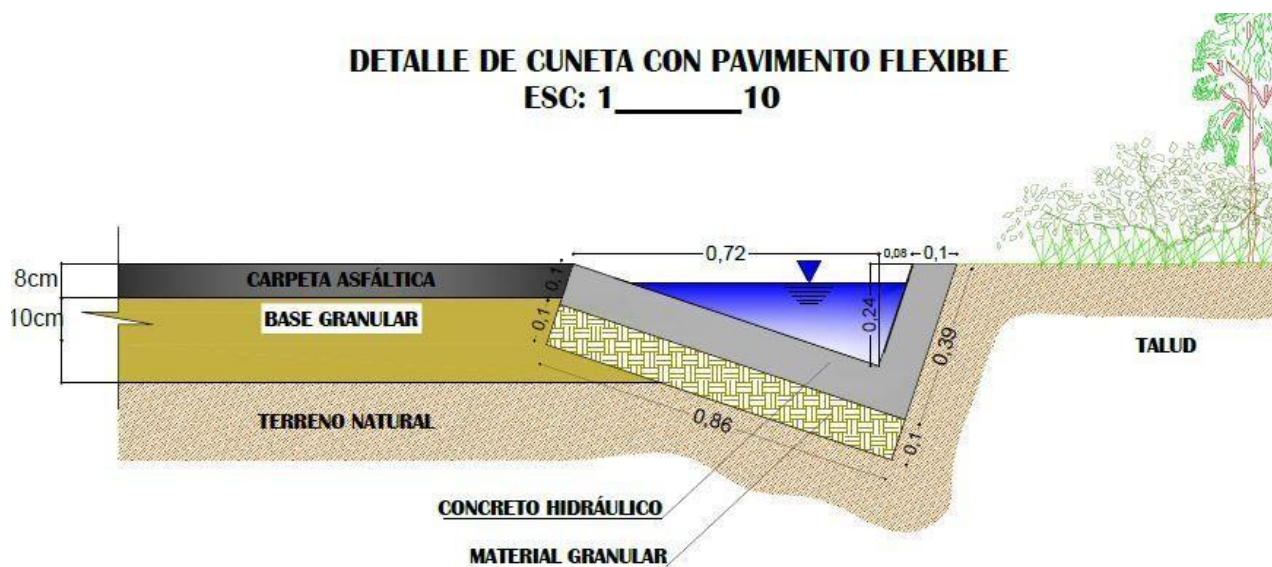 DETALLE DE CUNETA CON PAVIMENTO FLEXIBLE
ESC: 1_______10
0,72
0,08
0,1
8cm
CARPETA ASFÁLTICA
0,1
10cm
BASE GRANULAR
0,1
0,24
0,39
TALUD
TERRENO NATURAL
0,86
0,1
CONCRETO HIDRÁULICO
MATERIAL GRANULAR